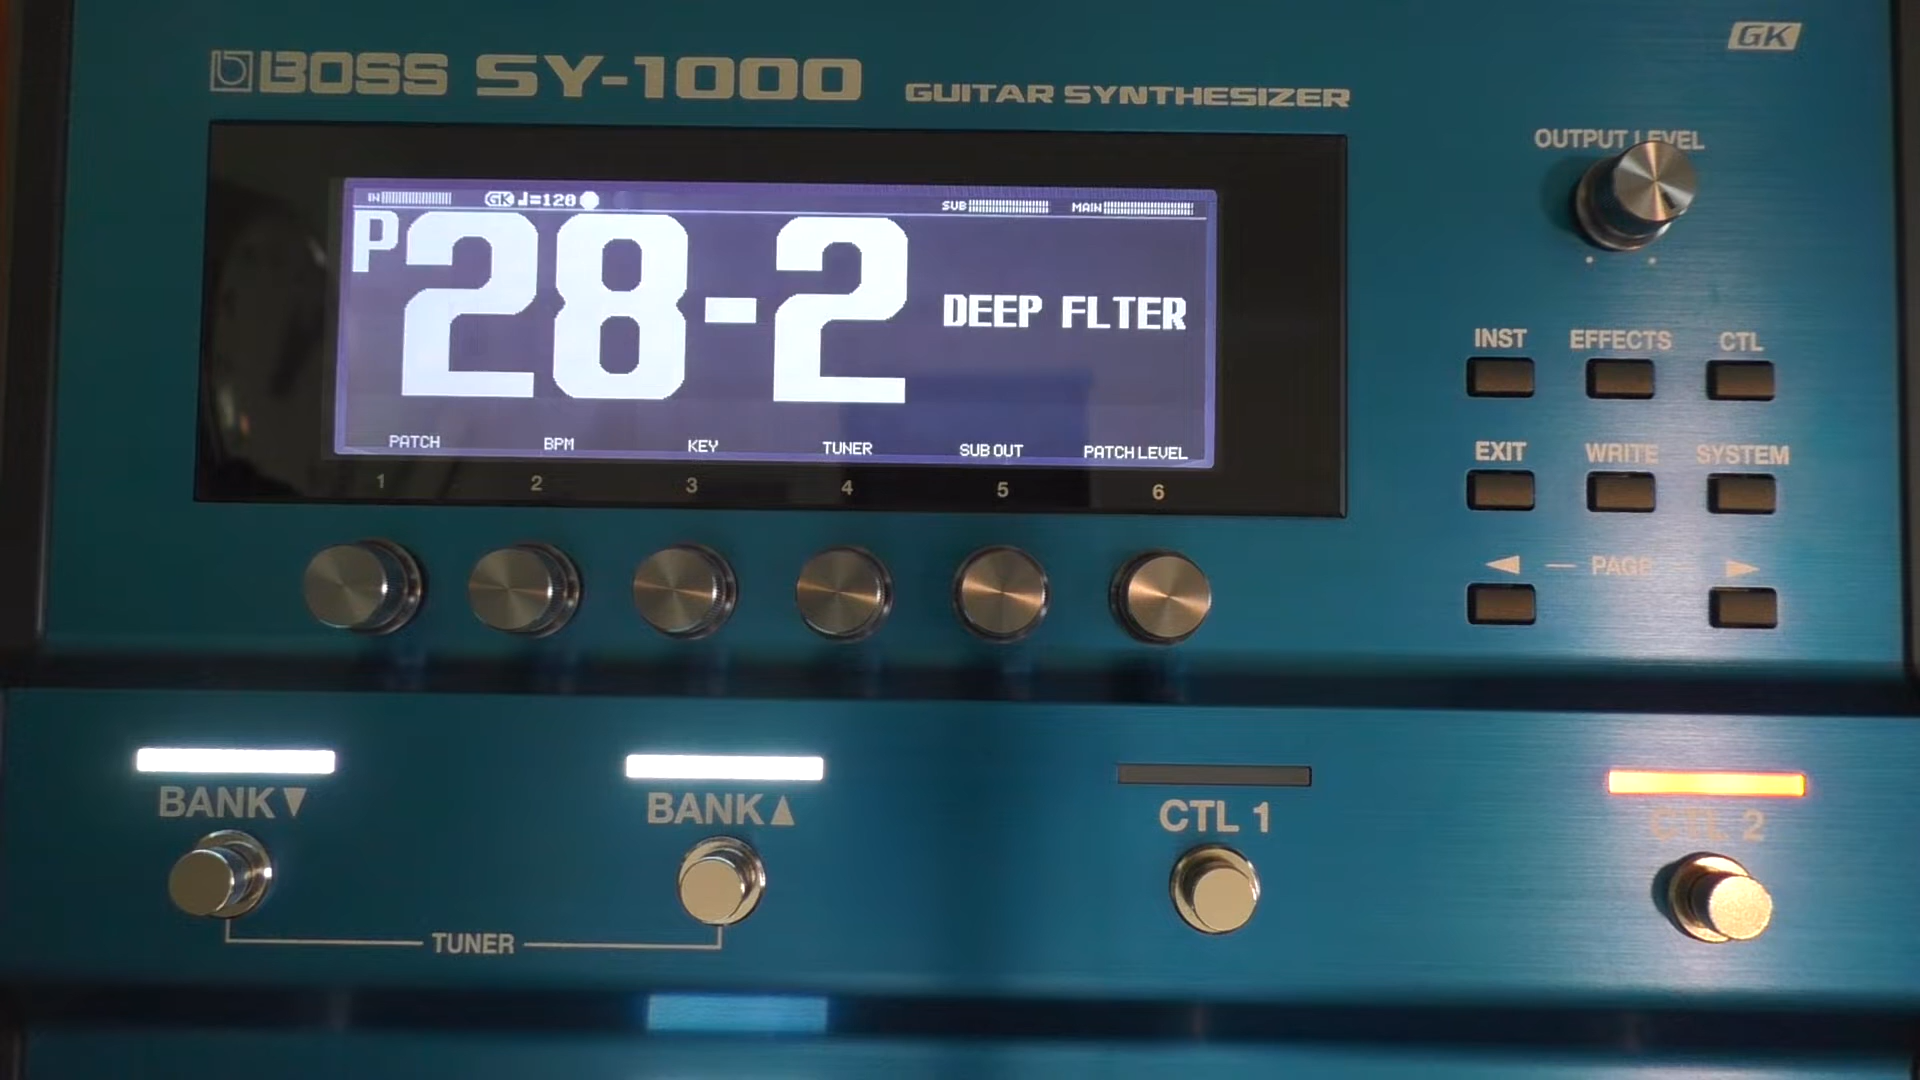 GK
BOSS SY-1000 GUITAR SYNTHESIZER
OUTPUT LEVEL
IN GK ♩=120 SUB MAIN
P28-2 DEEP FLTER
PATCH BPM KEY TUNER SUB OUT PATCH LEVEL
1 2 3 4 5 6
INST EFFECTS CTL
EXIT WRITE SYSTEM
◀ — PAGE — ▶
BANK▼ BANK▲ CTL 1 CTL 2
TUNER